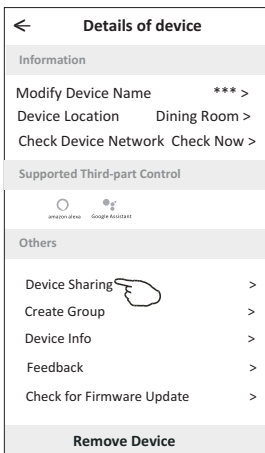 ← Details of device
Information
Modify Device Name *** >
Device Location Dining Room >
Check Device Network Check Now >
Supported Third-part Control
amazon alexa Google Assistant
Others
Device Sharing >
Create Group >
Device Info >
Feedback >
Check for Firmware Update >
Remove Device